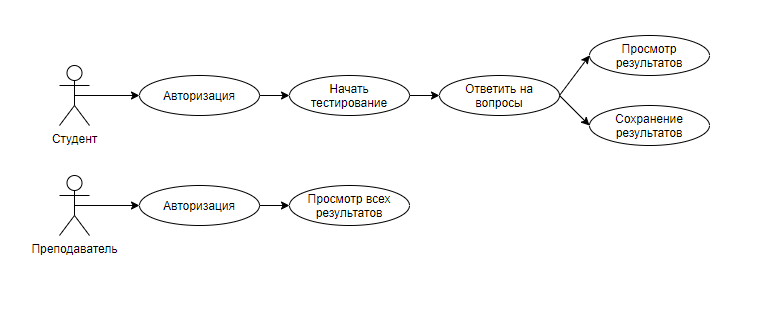 Студент
Авторизация
Начать
тестирование
Ответить на
вопросы
Просмотр
результатов
Сохранение
результатов
Преподаватель
Авторизация
Просмотр всех
результатов